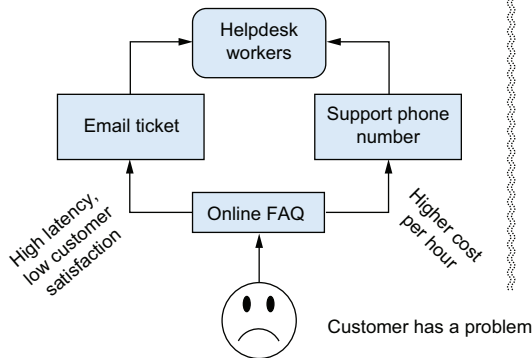 Helpdesk
workers
Email ticket
Support phone
number
High latency,
low customer
satisfaction
Online FAQ
Higher cost
per hour
Customer has a problem